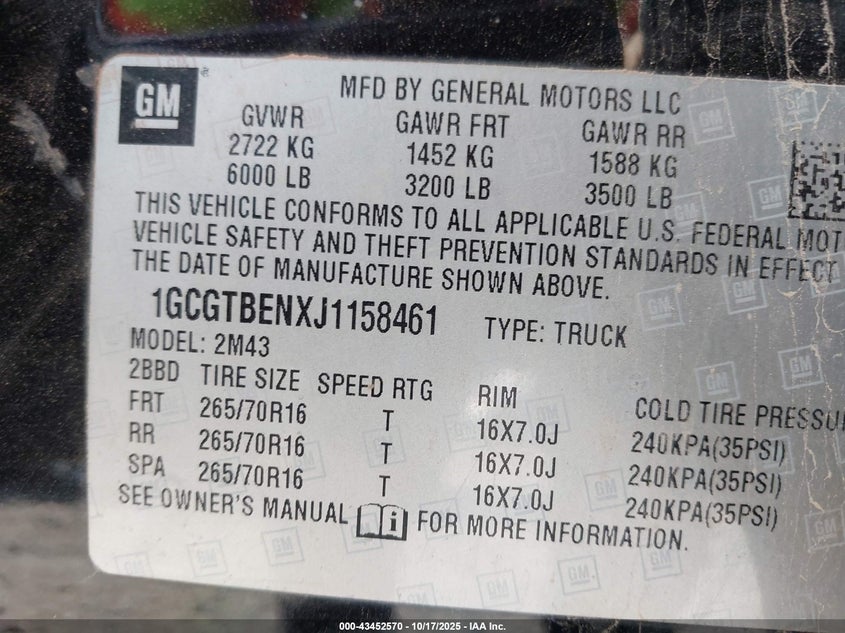 GM
MFD BY GENERAL MOTORS LLC
GVWR GAWR FRT GAWR RR
2722 KG 1452 KG 1588 KG
6000 LB 3200 LB 3500 LB
THIS VEHICLE CONFORMS TO ALL APPLICABLE U.S. FEDERAL MOT
VEHICLE SAFETY AND THEFT PREVENTION STANDARDS IN EFFECT
THE DATE OF MANUFACTURE SHOWN ABOVE.
1GCGTBENXJ1158461 TYPE: TRUCK
MODEL: 2M43
2BBD TIRE SIZE SPEED RTG RIM COLD TIRE PRESSU
FRT 265/70R16 T 16X7.0J 240KPA(35PSI)
RR 265/70R16 T 16X7.0J 240KPA(35PSI)
SPA 265/70R16 T 16X7.0J 240KPA(35PSI)
SEE OWNER'S MANUAL i FOR MORE INFORMATION.
000-43452570 - 10/17/2025 - IAA Inc.